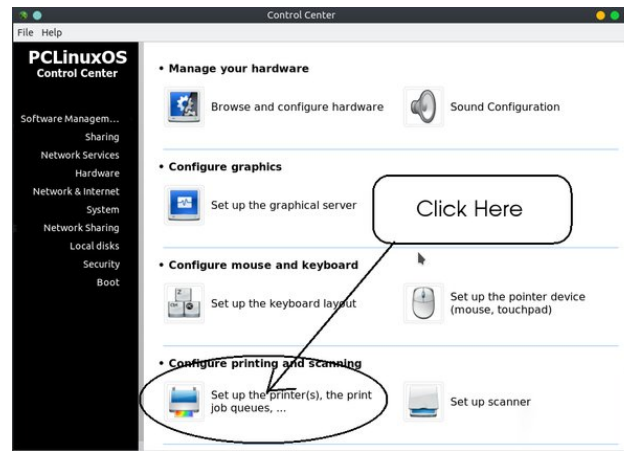 Control Center
File Help
PCLinuxOS
Control Center
Software Managem...
Sharing
Network Services
Hardware
Network & Internet
System
Network Sharing
Local disks
Security
Boot
• Manage your hardware
Browse and configure hardware
Sound Configuration
• Configure graphics
Set up the graphical server
Click Here
• Configure mouse and keyboard
Set up the keyboard layout
Set up the pointer device
(mouse, touchpad)
• Configure printing and scanning
Set up the printer(s), the print
job queues, ...
Set up scanner